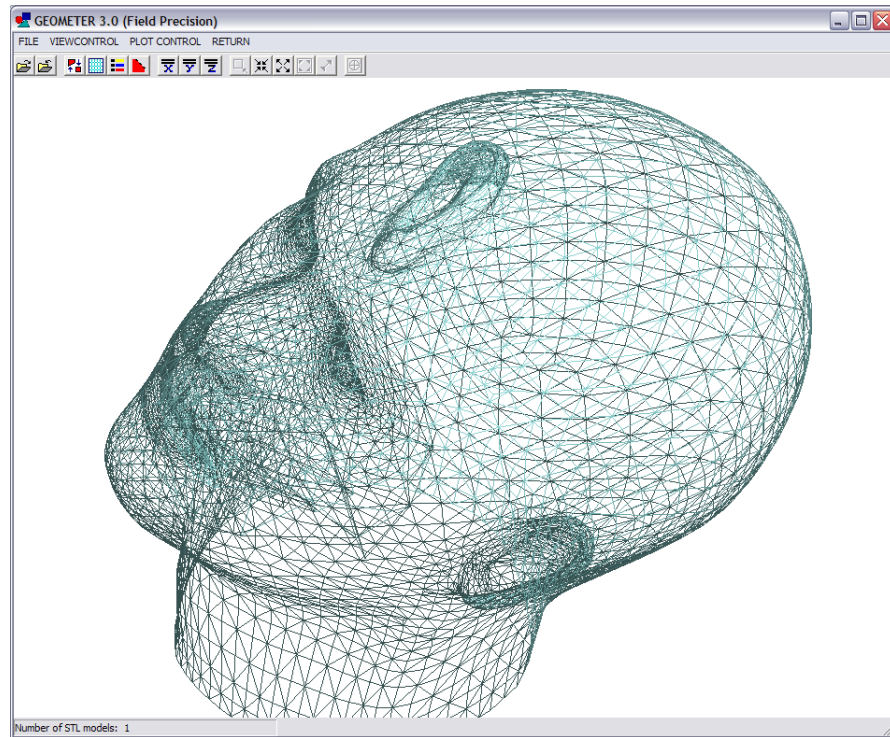 GEOMETER 3.0 (Field Precision)
FILE VIEWCONTROL PLOT CONTROL RETURN
X Y Z
Number of STL models: 1